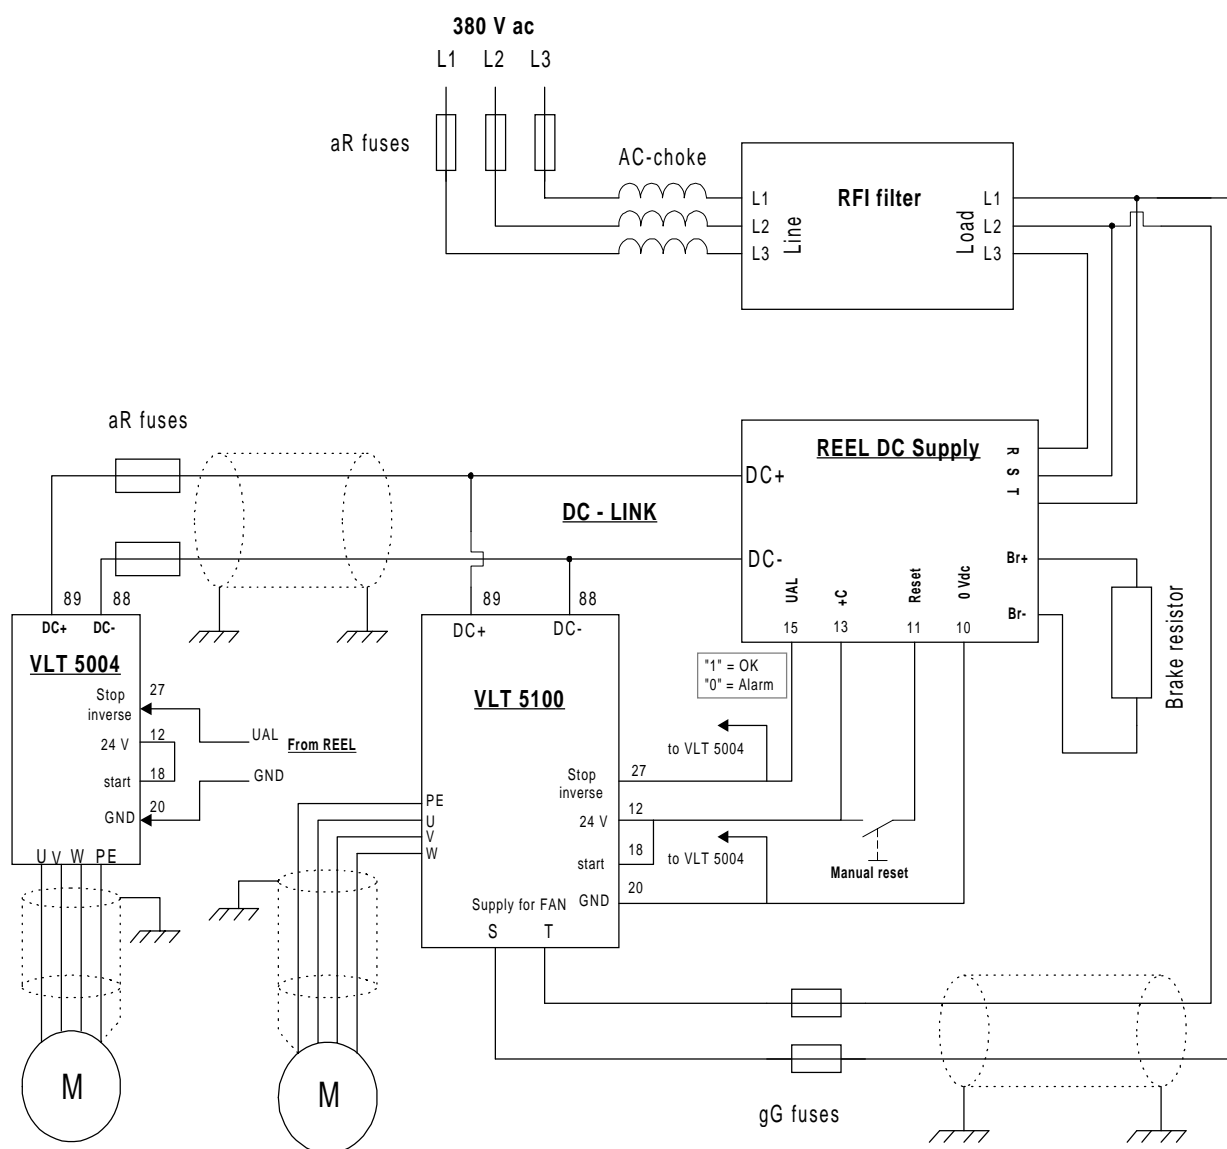 380 V ac
L1 L2 L3
aR fuses
AC-choke
RFI filter
L1
L2
L3
Line
Load
L1
L2
L3
aR fuses
REEL DC Supply
DC+
DC-
R S T
Br+
Br-
UAL
+C
Reset
0 Vdc
15 13 11 10
Brake resistor
DC - LINK
89 88
DC+ DC-
VLT 5004
27
Stop
inverse
12
24 V
18
start
20
GND
U V W PE
UAL
From REEL
GND
M
89 88
DC+ DC-
VLT 5100
"1" = OK
"0" = Alarm
to VLT 5004
27
Stop
inverse
12
24 V
18
start
20
GND
to VLT 5004
Manual reset
PE
U
V
W
Supply for FAN
S T
M
gG fuses